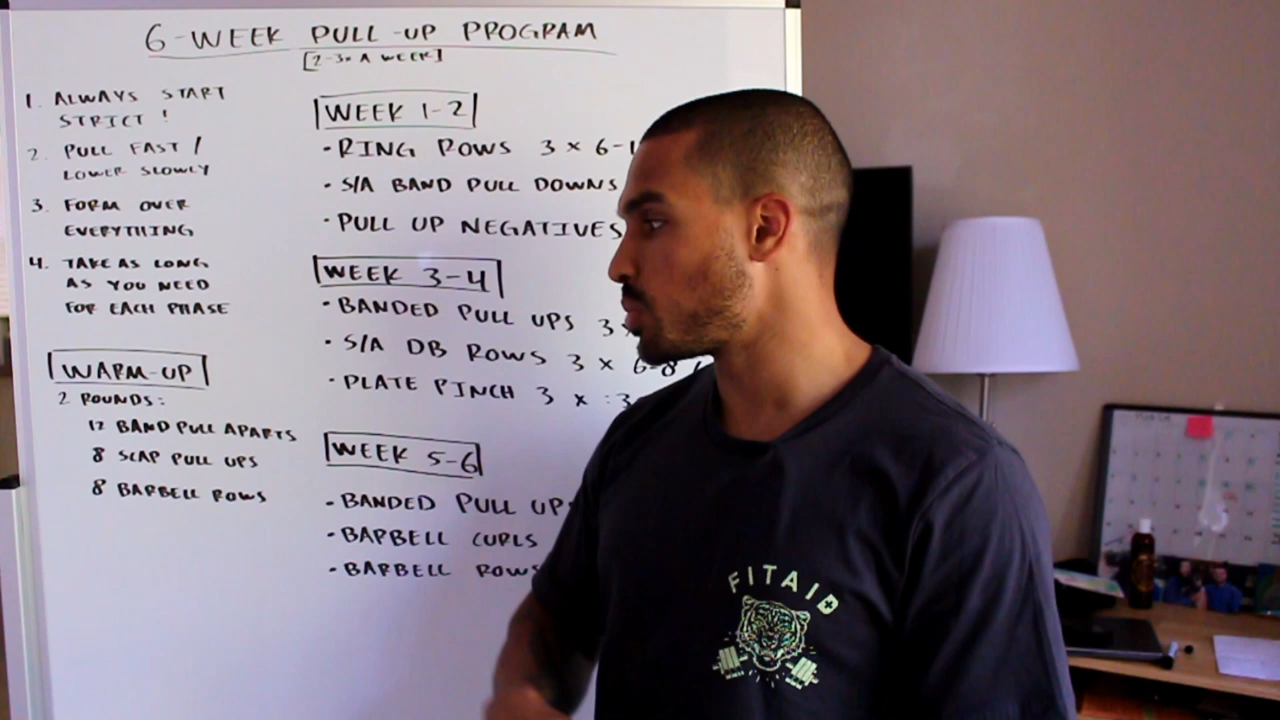 6-WEEK PULL-UP PROGRAM
[2-3x A WEEK]
1. ALWAYS START
STRICT!
2. PULL FAST /
LOWER SLOWLY
3. FORM OVER
EVERYTHING
4. TAKE AS LONG
AS YOU NEED
FOR EACH PHASE
WARM-UP
2 ROUNDS:
12 BAND PULL APARTS
8 SCAP PULL UPS
8 BARBELL ROWS
WEEK 1-2
• RING ROWS 3 x 6-1
• S/A BAND PULL DOWNS
• PULL UP NEGATIVES
WEEK 3-4
• BANDED PULL UPS 3 x
• S/A DB ROWS 3 x 6-8
• PLATE PINCH 3 x :3
WEEK 5-6
• BANDED PULL UP
• BARBELL CURLS
• BARBELL ROWS
FITAID